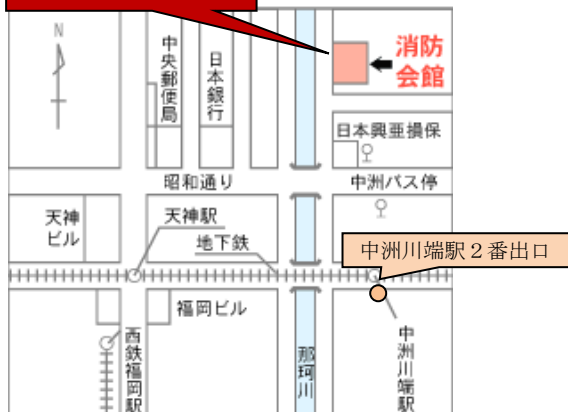 N
中央郵便局
日本銀行
消防
会館
日本興亜損保
昭和通り
中洲バス停
天神
ビル
天神駅
地下鉄
中洲川端駅２番出口
福岡ビル
西鉄福岡駅
那珂川
中洲川端駅